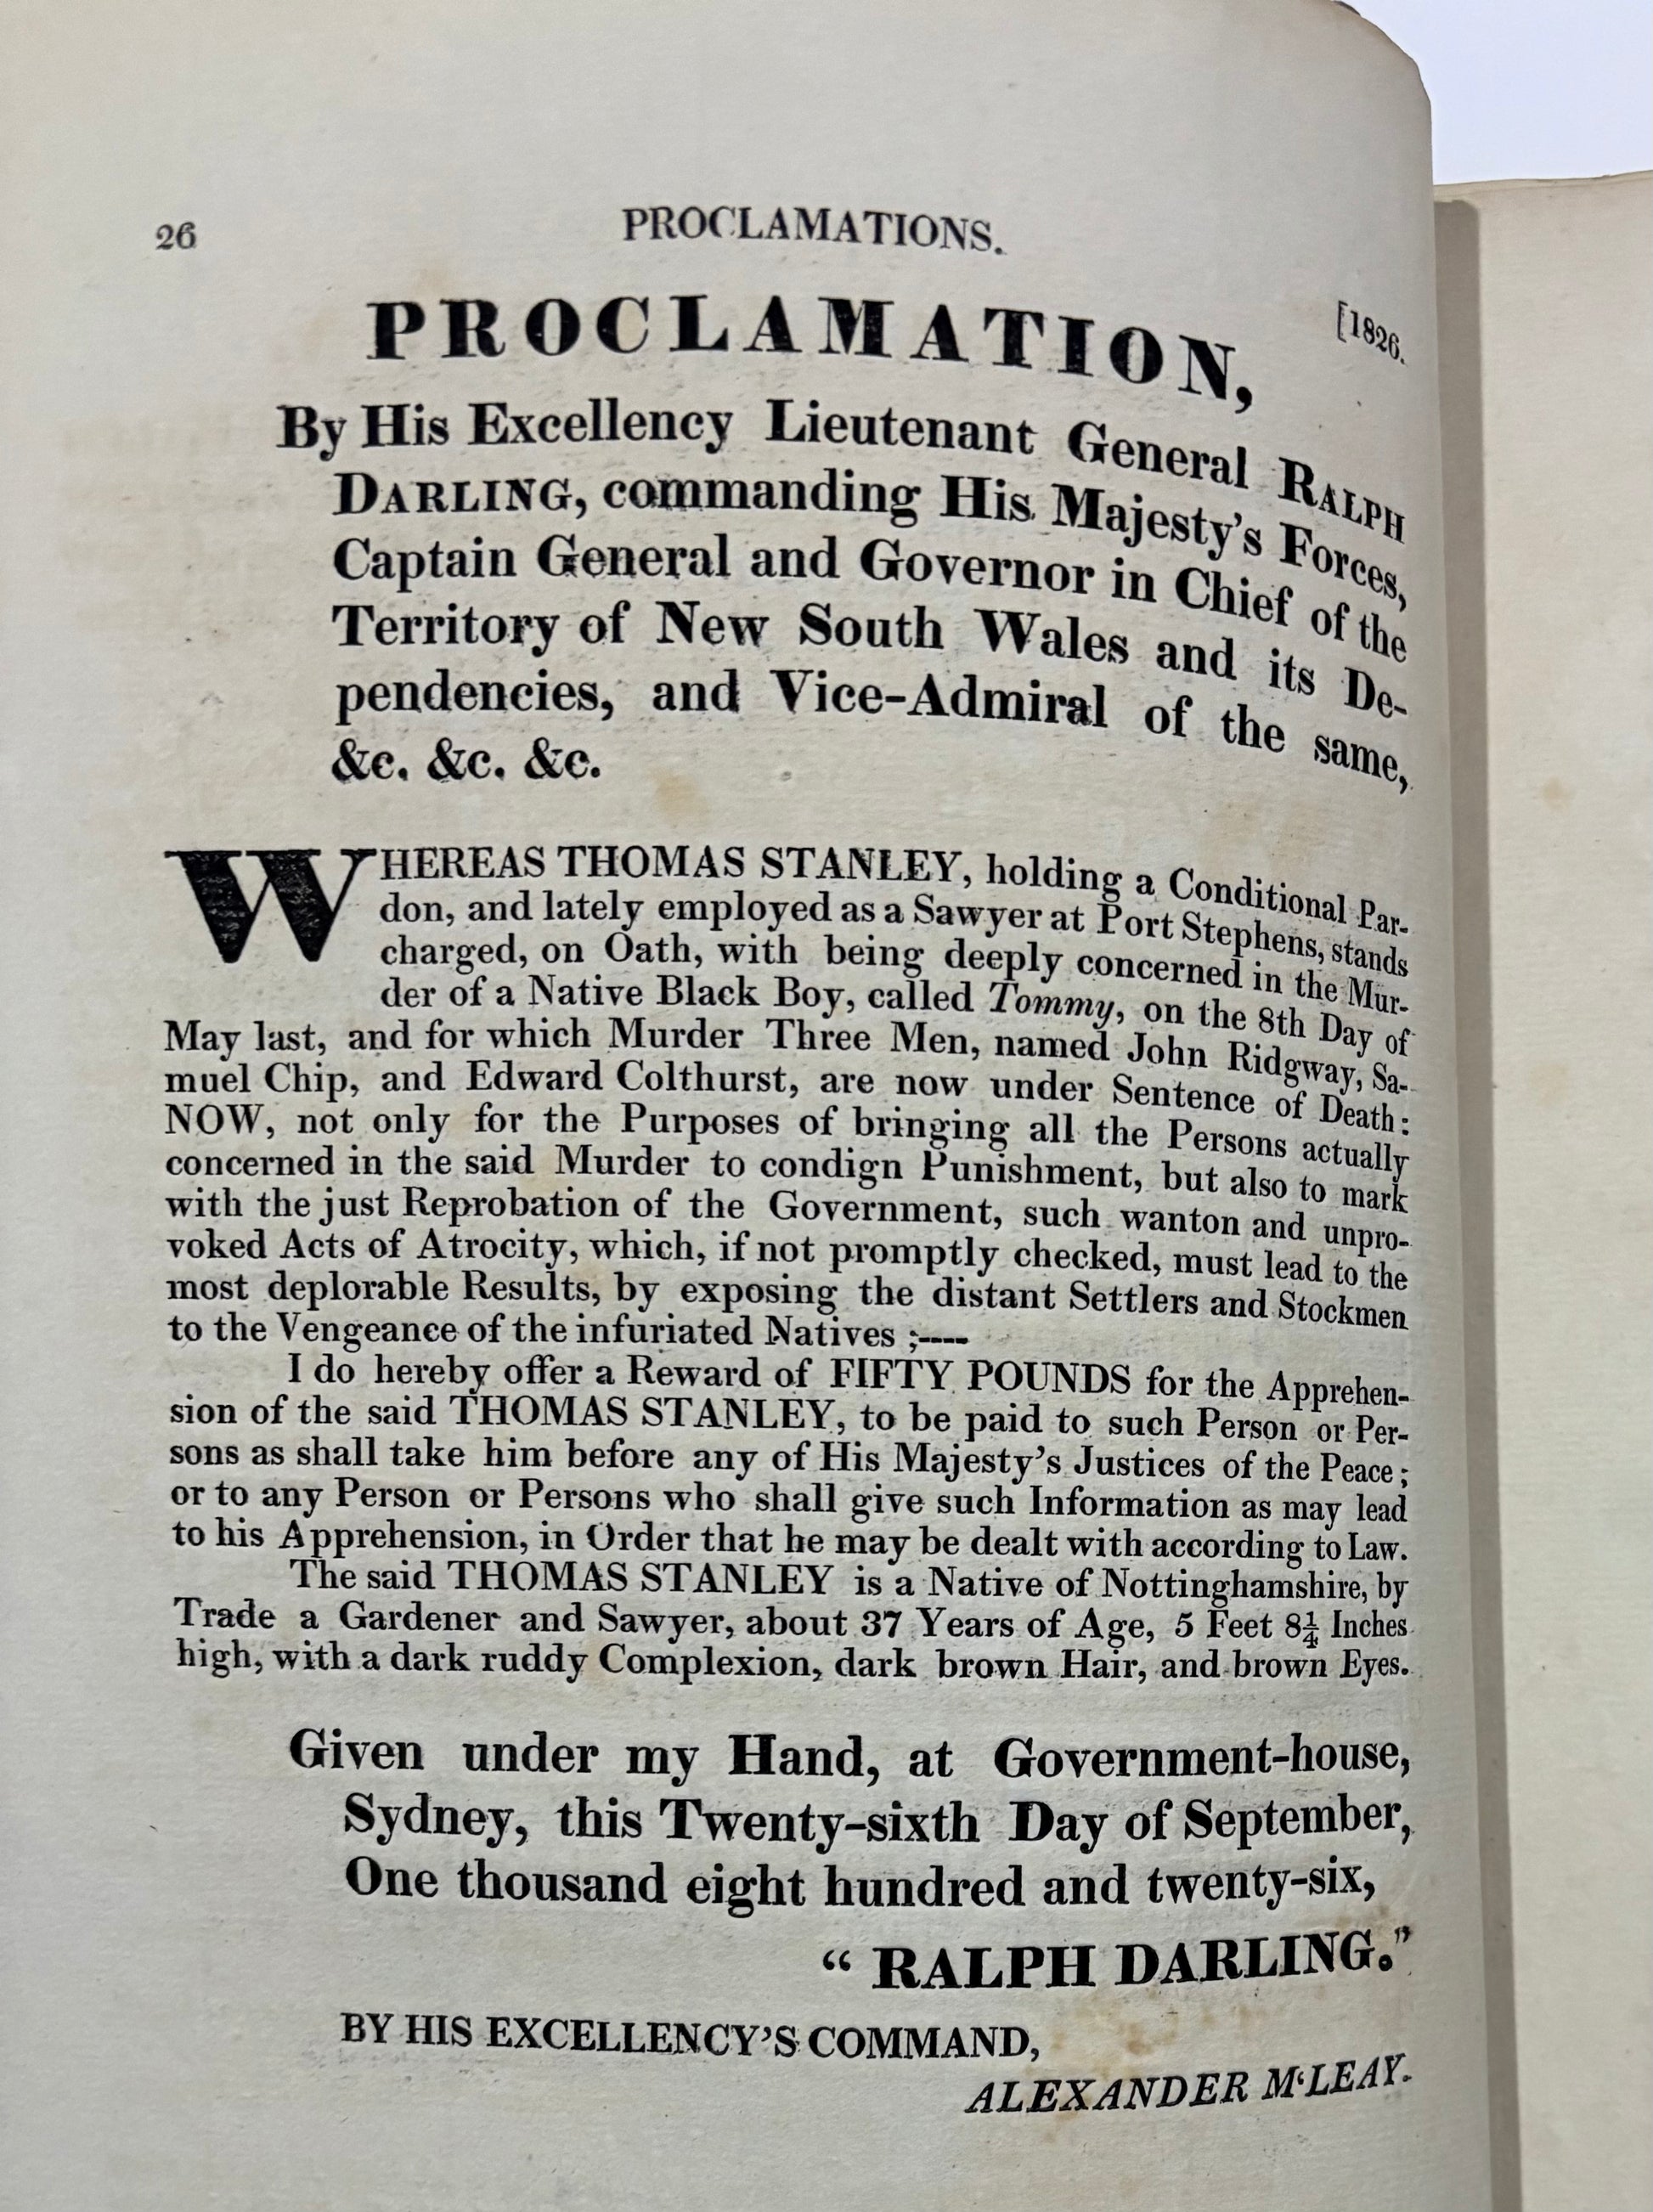 26
PROCLAMATIONS.
[1826.
PROCLAMATION,
By His Excellency Lieutenant General RALPH
DARLING, commanding His Majesty's Forces,
Captain General and Governor in Chief of the
Territory of New South Wales and its De-
pendencies, and Vice-Admiral of the same,
&c. &c. &c.
WHEREAS THOMAS STANLEY, holding a Conditional Par-
don, and lately employed as a Sawyer at Port Stephens, stands
charged, on Oath, with being deeply concerned in the Mur-
der of a Native Black Boy, called Tommy, on the 8th Day of
May last, and for which Murder Three Men, named John Ridgway, Sa-
muel Chip, and Edward Colthurst, are now under Sentence of Death:
NOW, not only for the Purposes of bringing all the Persons actually
concerned in the said Murder to condign Punishment, but also to mark
with the just Reprobation of the Government, such wanton and unpro-
voked Acts of Atrocity, which, if not promptly checked, must lead to the
most deplorable Results, by exposing the distant Settlers and Stockmen
to the Vengeance of the infuriated Natives ;----
I do hereby offer a Reward of FIFTY POUNDS for the Apprehen-
sion of the said THOMAS STANLEY, to be paid to such Person or Per-
sons as shall take him before any of His Majesty's Justices of the Peace;
or to any Person or Persons who shall give such Information as may lead
to his Apprehension, in Order that he may be dealt with according to Law.
The said THOMAS STANLEY is a Native of Nottinghamshire, by
Trade a Gardener and Sawyer, about 37 Years of Age, 5 Feet 8¼ Inches
high, with a dark ruddy Complexion, dark brown Hair, and brown Eyes.
Given under my Hand, at Government-house,
Sydney, this Twenty-sixth Day of September,
One thousand eight hundred and twenty-six,
"RALPH DARLING."
BY HIS EXCELLENCY'S COMMAND,
ALEXANDER M'LEAY.